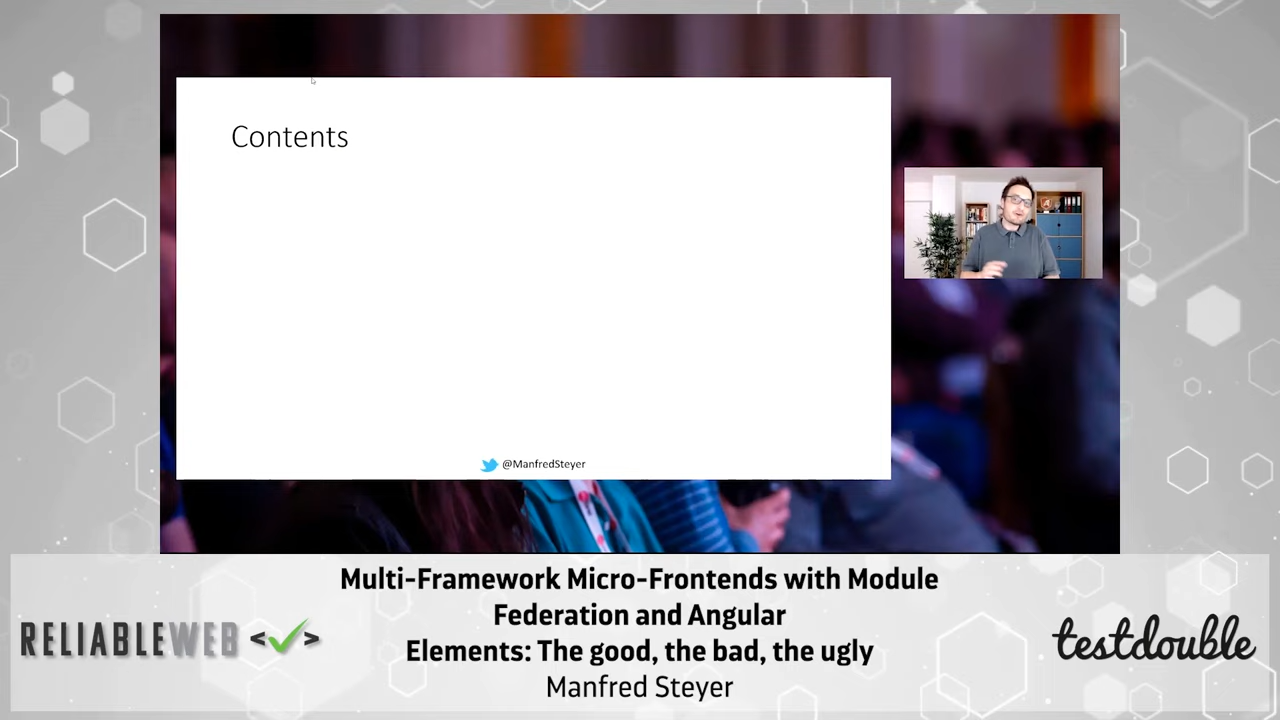 Contents
@ManfredSteyer
Multi-Framework Micro-Frontends with Module
Federation and Angular
Elements: The good, the bad, the ugly
Manfred Steyer
RELIABLEWEB <✓>
testdouble